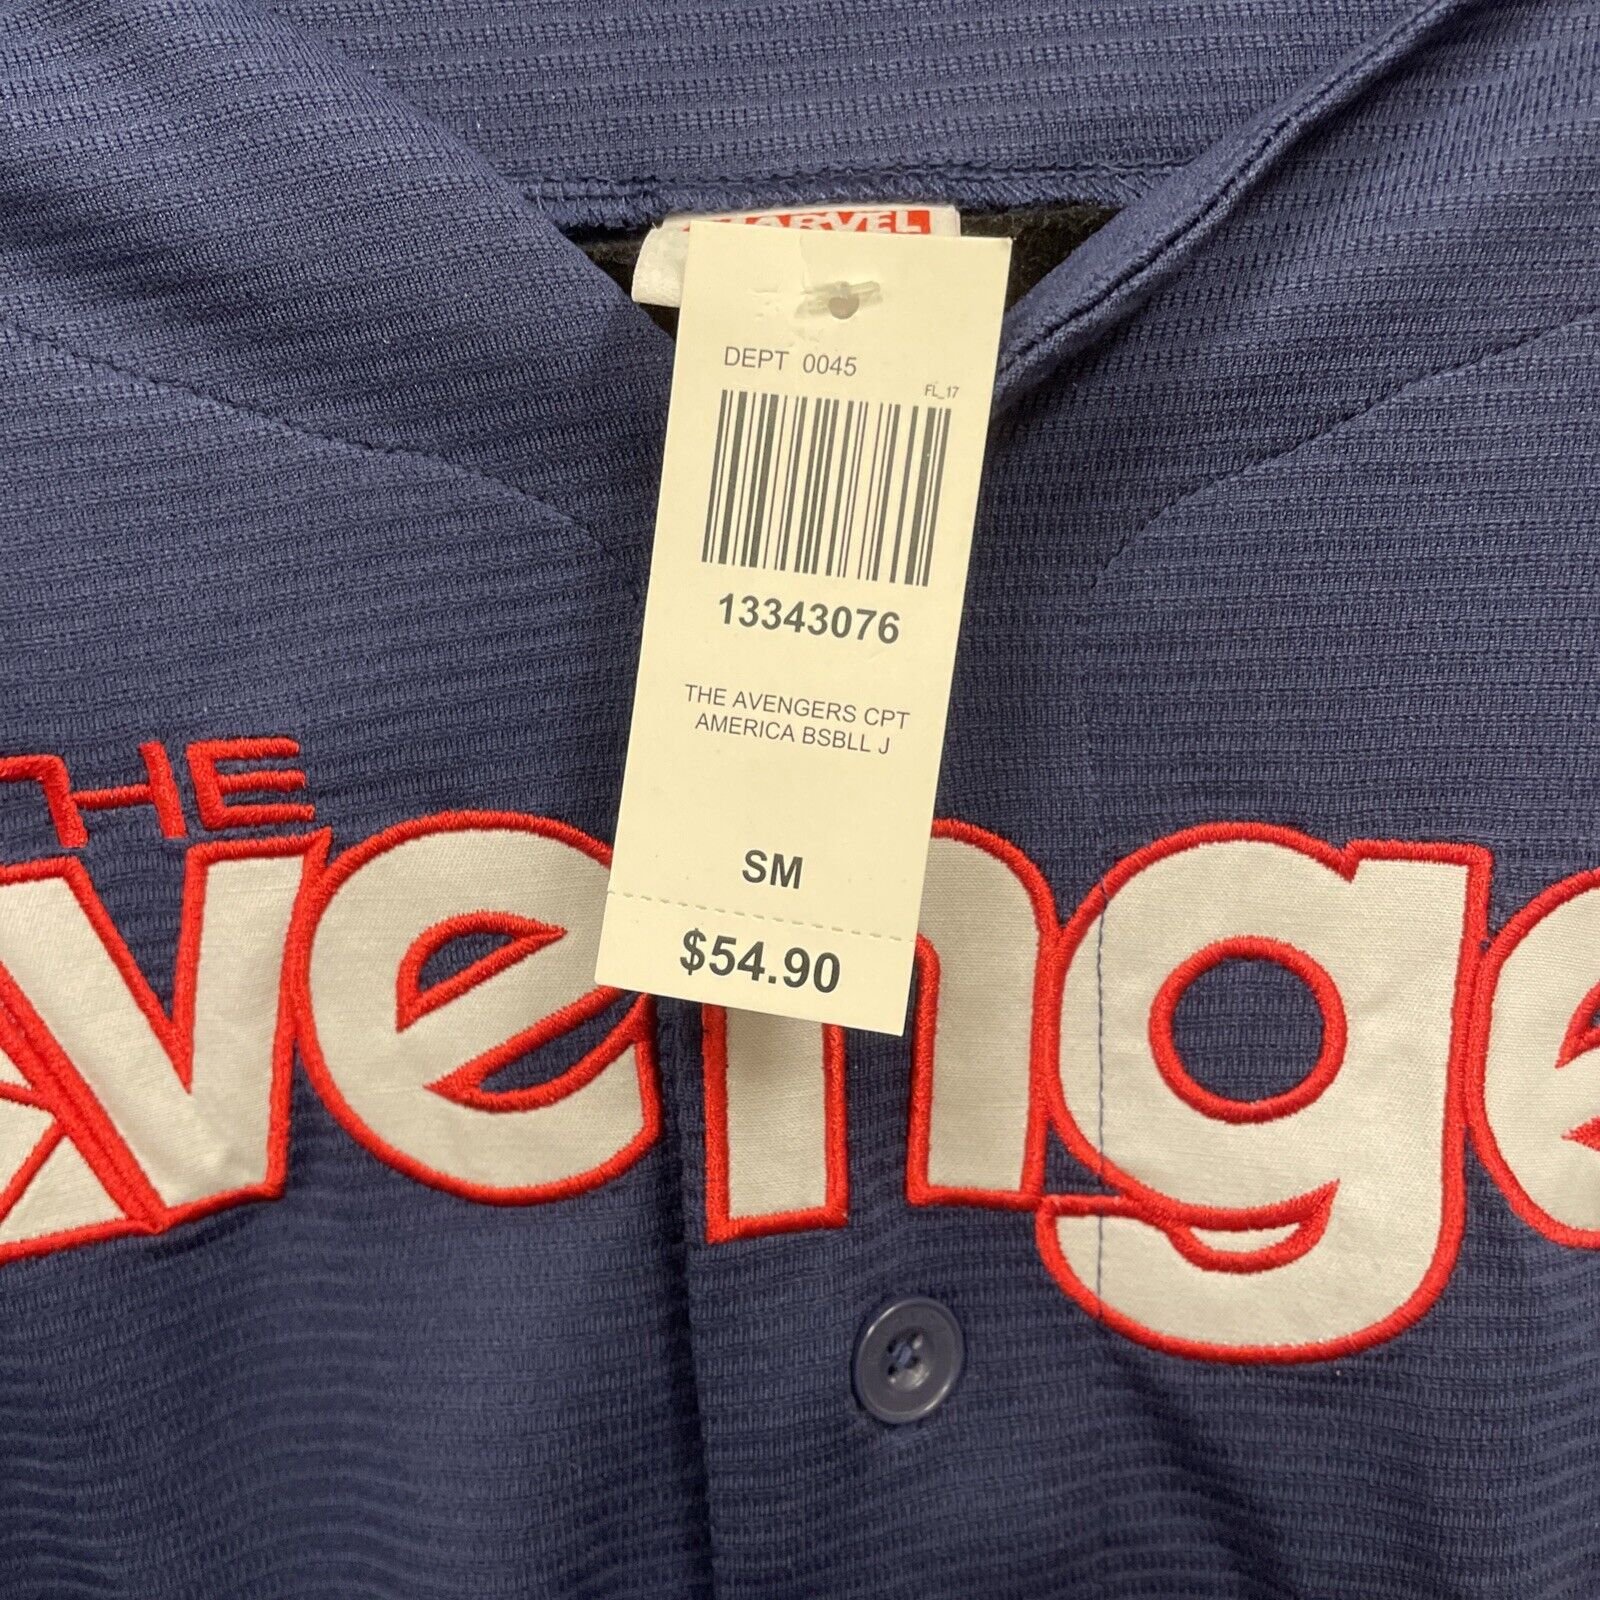 MARVEL
DEPT 0045
FL_17
13343076
THE AVENGERS CPT
AMERICA BSBLL J
SM
$54.90
THE
Avenge